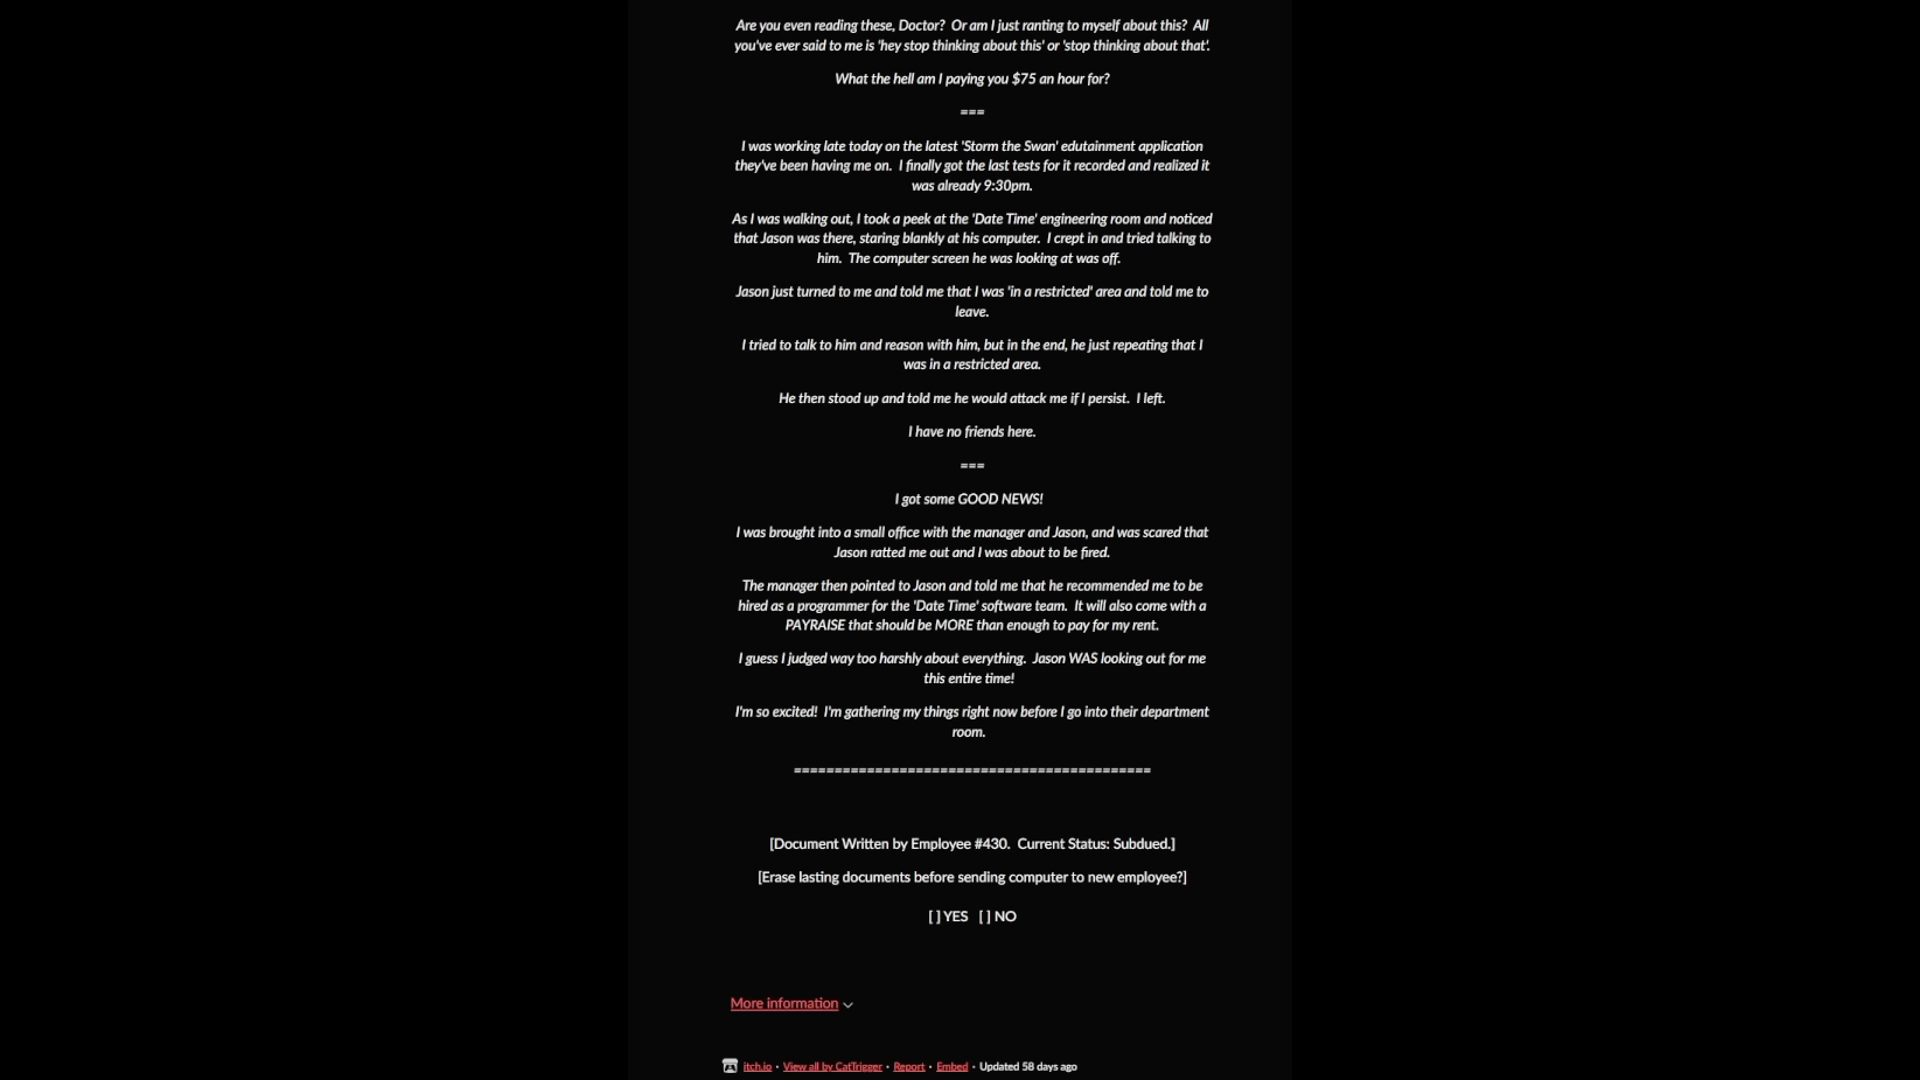 Are you even reading these, Doctor?  Or am I just ranting to myself about this?  All
you've ever said to me is 'hey stop thinking about this' or 'stop thinking about that'.
What the hell am I paying you $75 an hour for?
===
I was working late today on the latest 'Storm the Swan' edutainment application
they've been having me on.  I finally got the last tests for it recorded and realized it
was already 9:30pm.
As I was walking out, I took a peek at the 'Date Time' engineering room and noticed
that Jason was there, staring blankly at his computer.  I crept in and tried talking to
him.  The computer screen he was looking at was off.
Jason just turned to me and told me that I was 'in a restricted' area and told me to
leave.
I tried to talk to him and reason with him, but in the end, he just repeating that I
was in a restricted area.
He then stood up and told me he would attack me if I persist.  I left.
I have no friends here.
===
I got some GOOD NEWS!
I was brought into a small office with the manager and Jason, and was scared that
Jason ratted me out and I was about to be fired.
The manager then pointed to Jason and told me that he recommended me to be
hired as a programmer for the 'Date Time' software team.  It will also come with a
PAYRAISE that should be MORE than enough to pay for my rent.
I guess I judged way too harshly about everything.  Jason WAS looking out for me
this entire time!
I'm so excited!  I'm gathering my things right now before I go into their department
room.
============================================
[Document Written by Employee #430.  Current Status: Subdued.]
[Erase lasting documents before sending computer to new employee?]
[ ] YES   [ ] NO
More information
itch.io · View all by CatTrigger · Report · Embed · Updated 58 days ago